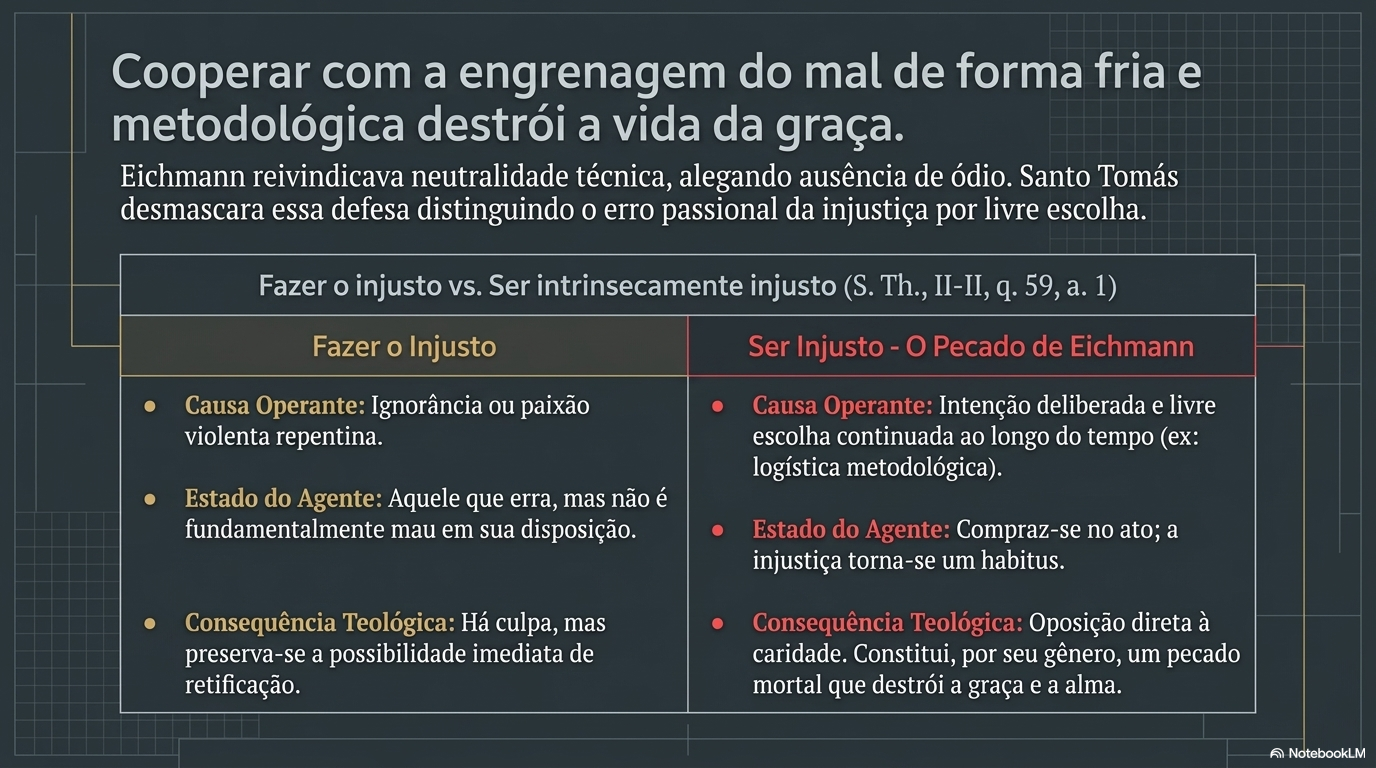 Cooperar com a engrenagem do mal de forma fria e
metodológica destrói a vida da graça.
Eichmann reivindicava neutralidade técnica, alegando ausência de ódio. Santo Tomás
desmascara essa defesa distinguindo o erro passional da injustiça por livre escolha.
Fazer o injusto vs. Ser intrinsecamente injusto (S. Th., II-II, q. 59, a. 1)
Fazer o Injusto
● Causa Operante: Ignorância ou paixão
violenta repentina.
● Estado do Agente: Aquele que erra, mas não é
fundamentalmente mau em sua disposição.
● Consequência Teológica: Há culpa, mas
preserva-se a possibilidade imediata de
retificação.
Ser Injusto - O Pecado de Eichmann
● Causa Operante: Intenção deliberada e livre
escolha continuada ao longo do tempo (ex:
logística metodológica).
● Estado do Agente: Compraz-se no ato; a
injustiça torna-se um habitus.
● Consequência Teológica: Oposição direta à
caridade. Constitui, por seu gênero, um pecado
mortal que destrói a graça e a alma.
NotebookLM